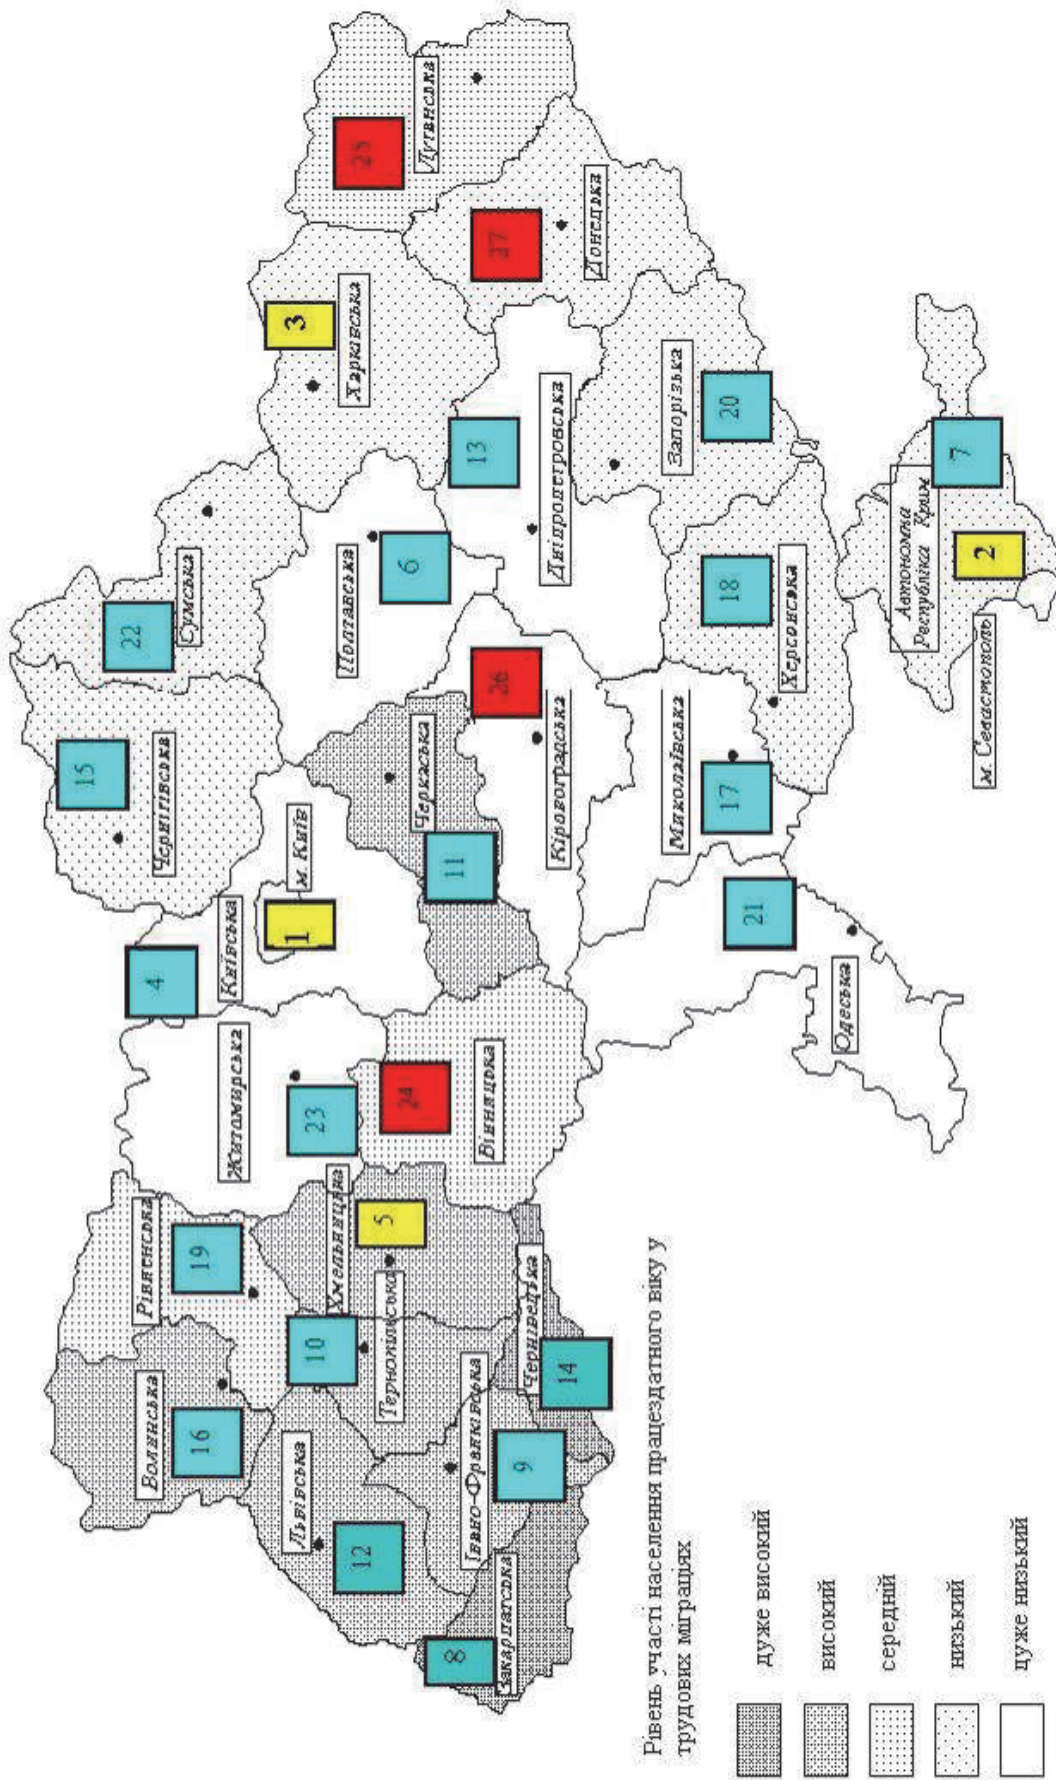 Волинська
16
Рівненська
19
Житомирська
23
Київська
4
м. Київ
1
Чернігівська
15
Сумська
22
Львівська
12
Тернопільська
10
Хмельницька
5
Вінницька
24
Черкаська
11
Полтавська
6
Харківська
3
Луганська
25
Закарпатська
8
Івано-Франківська
9
Чернівецька
14
Кіровоградська
26
Дніпропетровська
13
Донецька
27
Одеська
21
Миколаївська
17
Херсонська
18
Запорізька
20
Автономна
Республіка Крим
7
м. Севастополь
2
Рівень участі населення працездатного віку у
трудових міграціях
дуже високий
високий
середній
низький
дуже низький